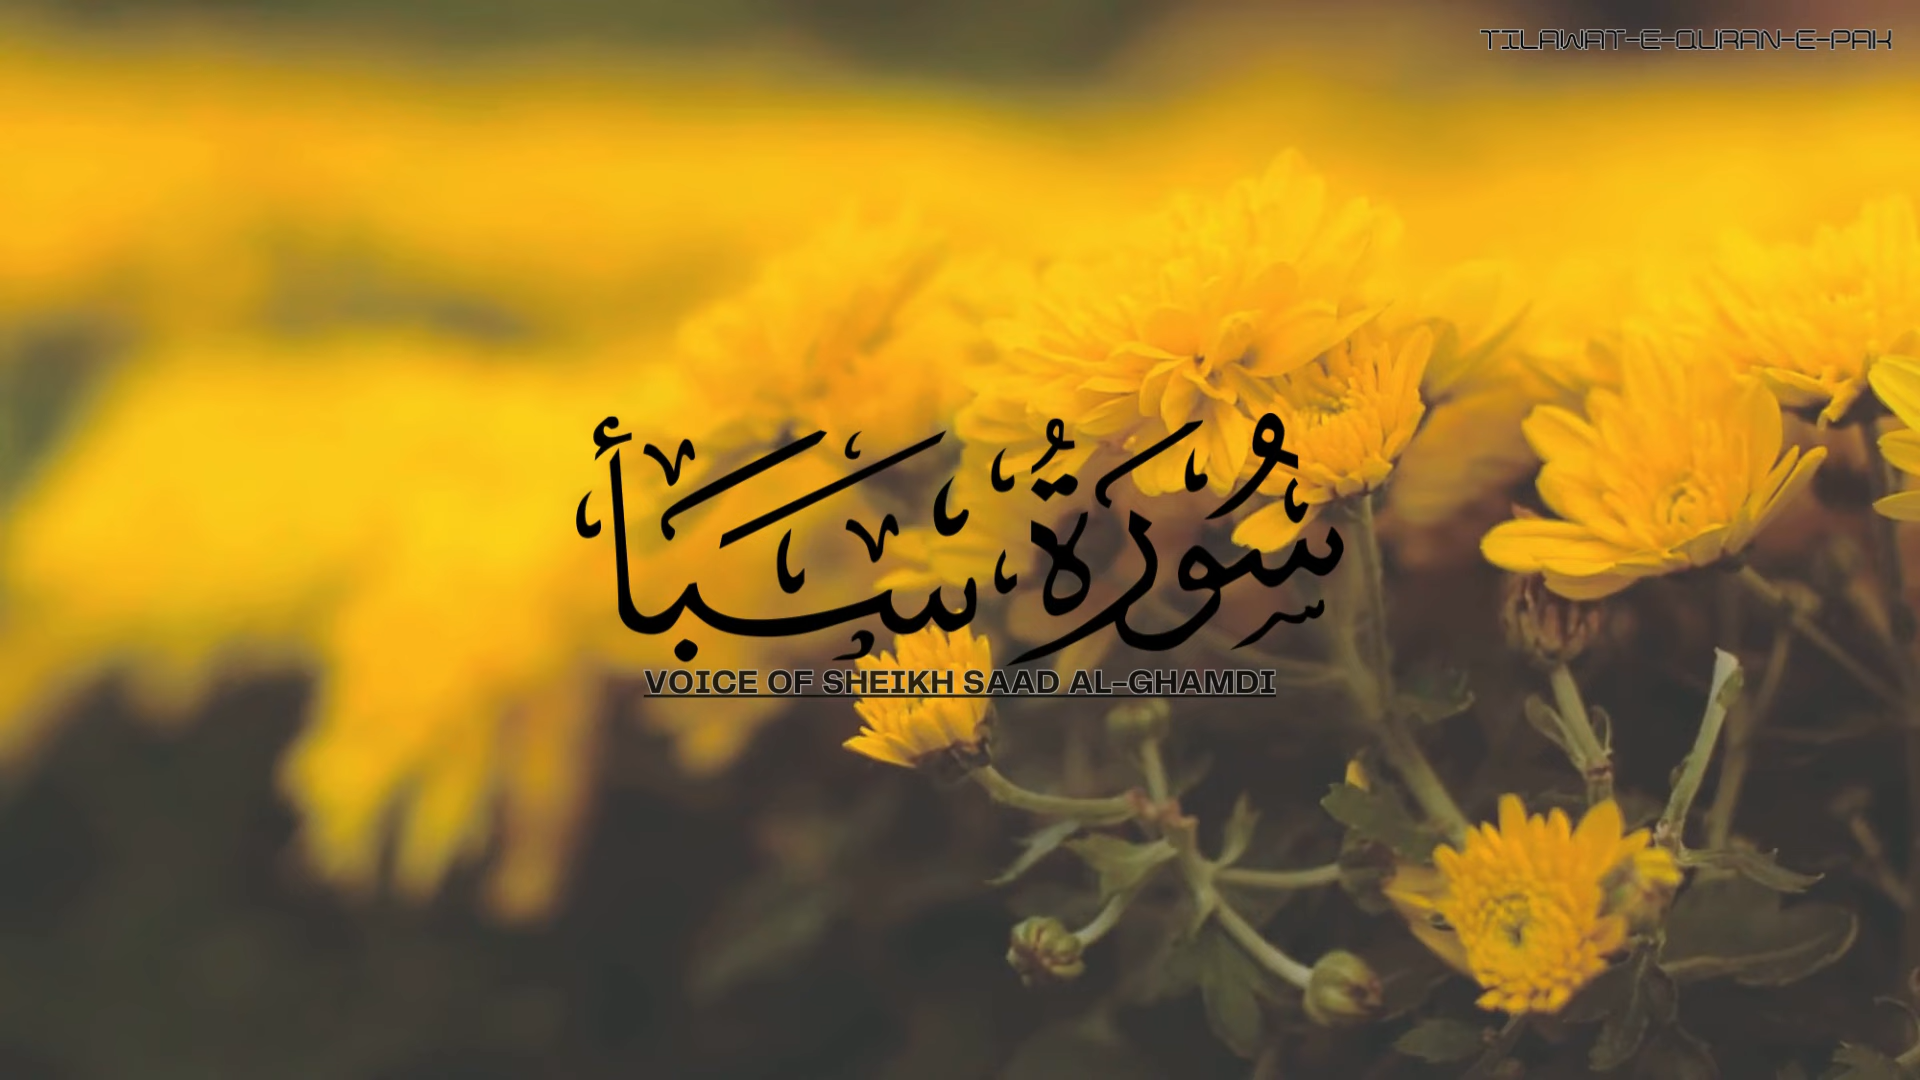 TILAWAT-E-QURAN-E-PAK
سُورَةُ سَبَأ
VOICE OF SHEIKH SAAD AL-GHAMDI